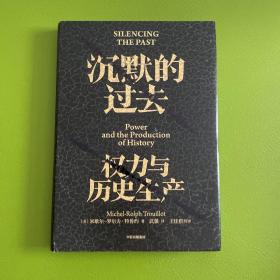 SILENCING
THE PAST
沉默的
过去
Power
and the Production
of History
权力与
历史生产
Michel-Rolph Trouillot